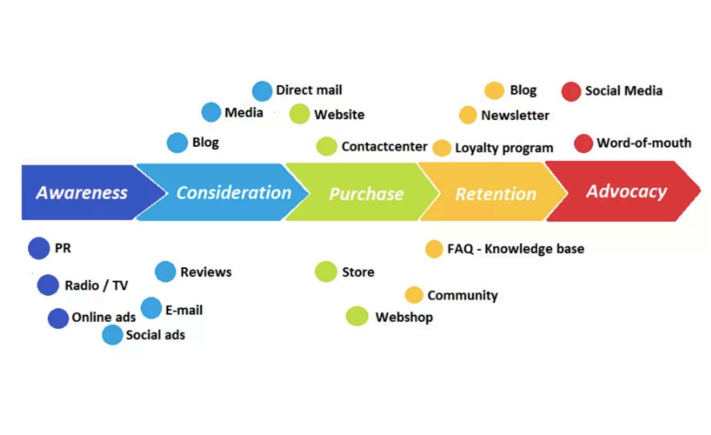 Direct mail
Blog
Social Media
Media
Website
Newsletter
Blog
Contactcenter
Loyalty program
Word-of-mouth
Awareness
Consideration
Purchase
Retention
Advocacy
PR
FAQ - Knowledge base
Reviews
Store
Radio / TV
Community
E-mail
Online ads
Webshop
Social ads